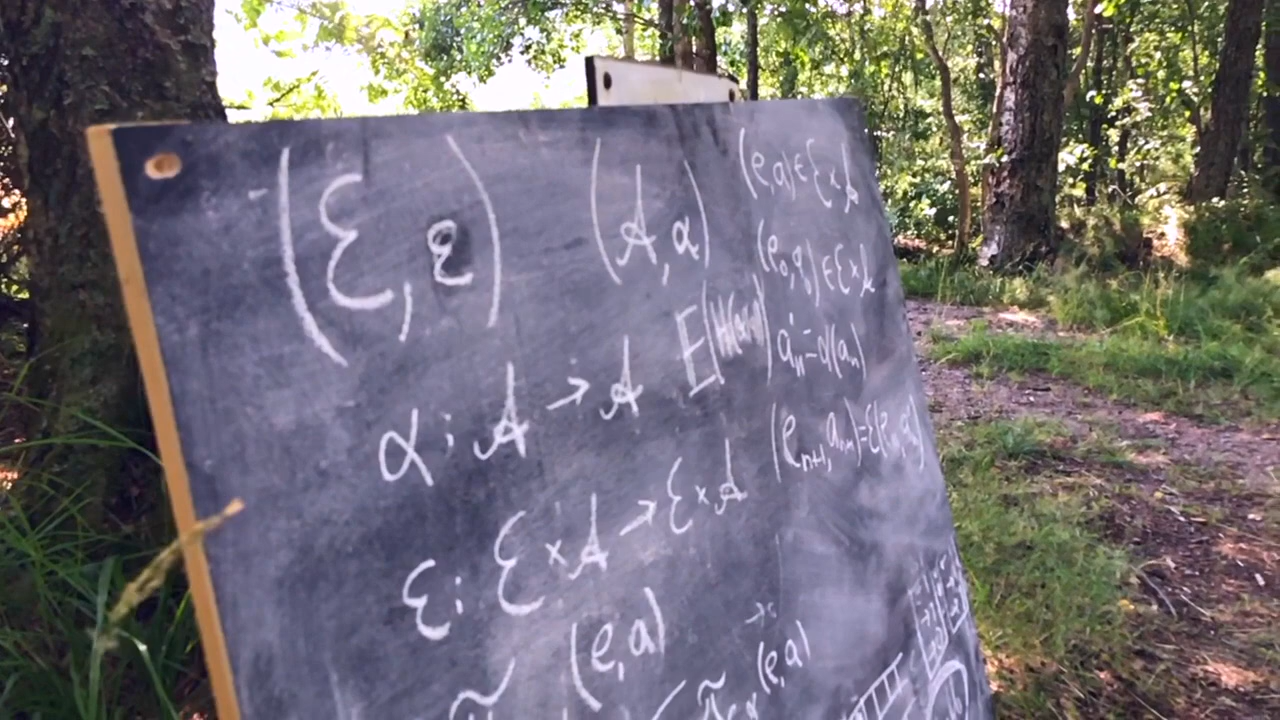 (ℰ, ε) (𝒜, α)
α : 𝒜 → 𝒜
ε : ℰ × 𝒜 → ℰ × 𝒜
(e, a)
(e, a)
(e, a) ∈ ℰ × 𝒜
(e₀, a₀) ∈ ℰ × 𝒜
a'ₙ = α(aₙ)
(eₙ₊₁, aₙ₊₁) = ε(eₙ, a'ₙ)